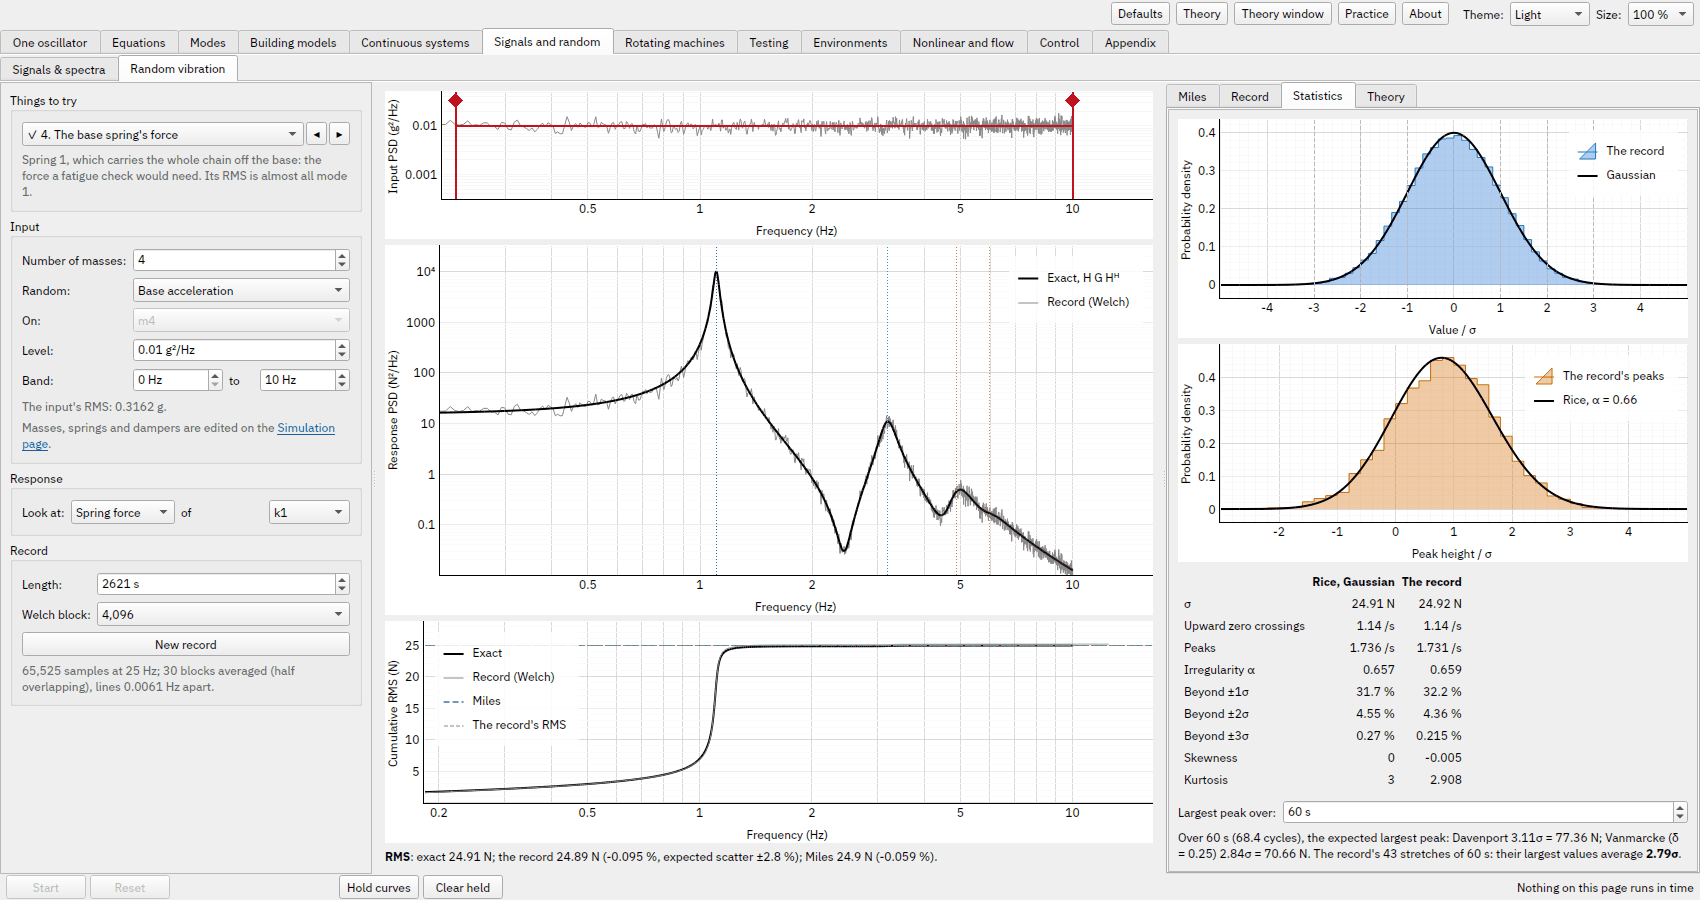 Defaults Theory Theory window Practice About Theme: Light Size: 100 %
One oscillator Equations Modes Building models Continuous systems Signals and random Rotating machines Testing Environments Nonlinear and flow Control Appendix
Signals & spectra Random vibration
Things to try
✓ 4. The base spring's force
Spring 1, which carries the whole chain off the base: the
force a fatigue check would need. Its RMS is almost all mode
1.
Input
Number of masses: 4
Random: Base acceleration
On: m4
Level: 0.01 g²/Hz
Band: 0 Hz to 10 Hz
The input's RMS: 0.3162 g.
Masses, springs and dampers are edited on the Simulation
page.
Response
Look at: Spring force of k1
Record
Length: 2621 s
Welch block: 4,096
New record
65,525 samples at 25 Hz; 30 blocks averaged (half
overlapping), lines 0.0061 Hz apart.
Start Reset
Input PSD (g²/Hz)
0.01
0.001
0.5 1 2 5 10
Frequency (Hz)
Response PSD (N²/Hz)
10⁴
1000
100
10
1
0.1
Exact, H G Hᴴ
Record (Welch)
0.5 1 2 5 10
Frequency (Hz)
Cumulative RMS (N)
25
20
15
10
5
Exact
Record (Welch)
Miles
The record's RMS
0.2 0.5 1 2 5 10
Frequency (Hz)
RMS: exact 24.91 N; the record 24.89 N (-0.095 %, expected scatter ±2.8 %); Miles 24.9 N (-0.059 %).
Hold curves Clear held
Miles Record Statistics Theory
Probability density
0.4
0.3
0.2
0.1
0
The record
Gaussian
-4 -3 -2 -1 0 1 2 3 4
Value / σ
Probability density
0.4
0.3
0.2
0.1
0
The record's peaks
Rice, α = 0.66
-2 -1 0 1 2 3 4
Peak height / σ
Rice, Gaussian The record
σ 24.91 N 24.92 N
Upward zero crossings 1.14 /s 1.14 /s
Peaks 1.736 /s 1.731 /s
Irregularity α 0.657 0.659
Beyond ±1σ 31.7 % 32.2 %
Beyond ±2σ 4.55 % 4.36 %
Beyond ±3σ 0.27 % 0.215 %
Skewness 0 -0.005
Kurtosis 3 2.908
Largest peak over: 60 s
Over 60 s (68.4 cycles), the expected largest peak: Davenport 3.11σ = 77.36 N; Vanmarcke (δ
= 0.25) 2.84σ = 70.66 N. The record's 43 stretches of 60 s: their largest values average 2.79σ.
Nothing on this page runs in time